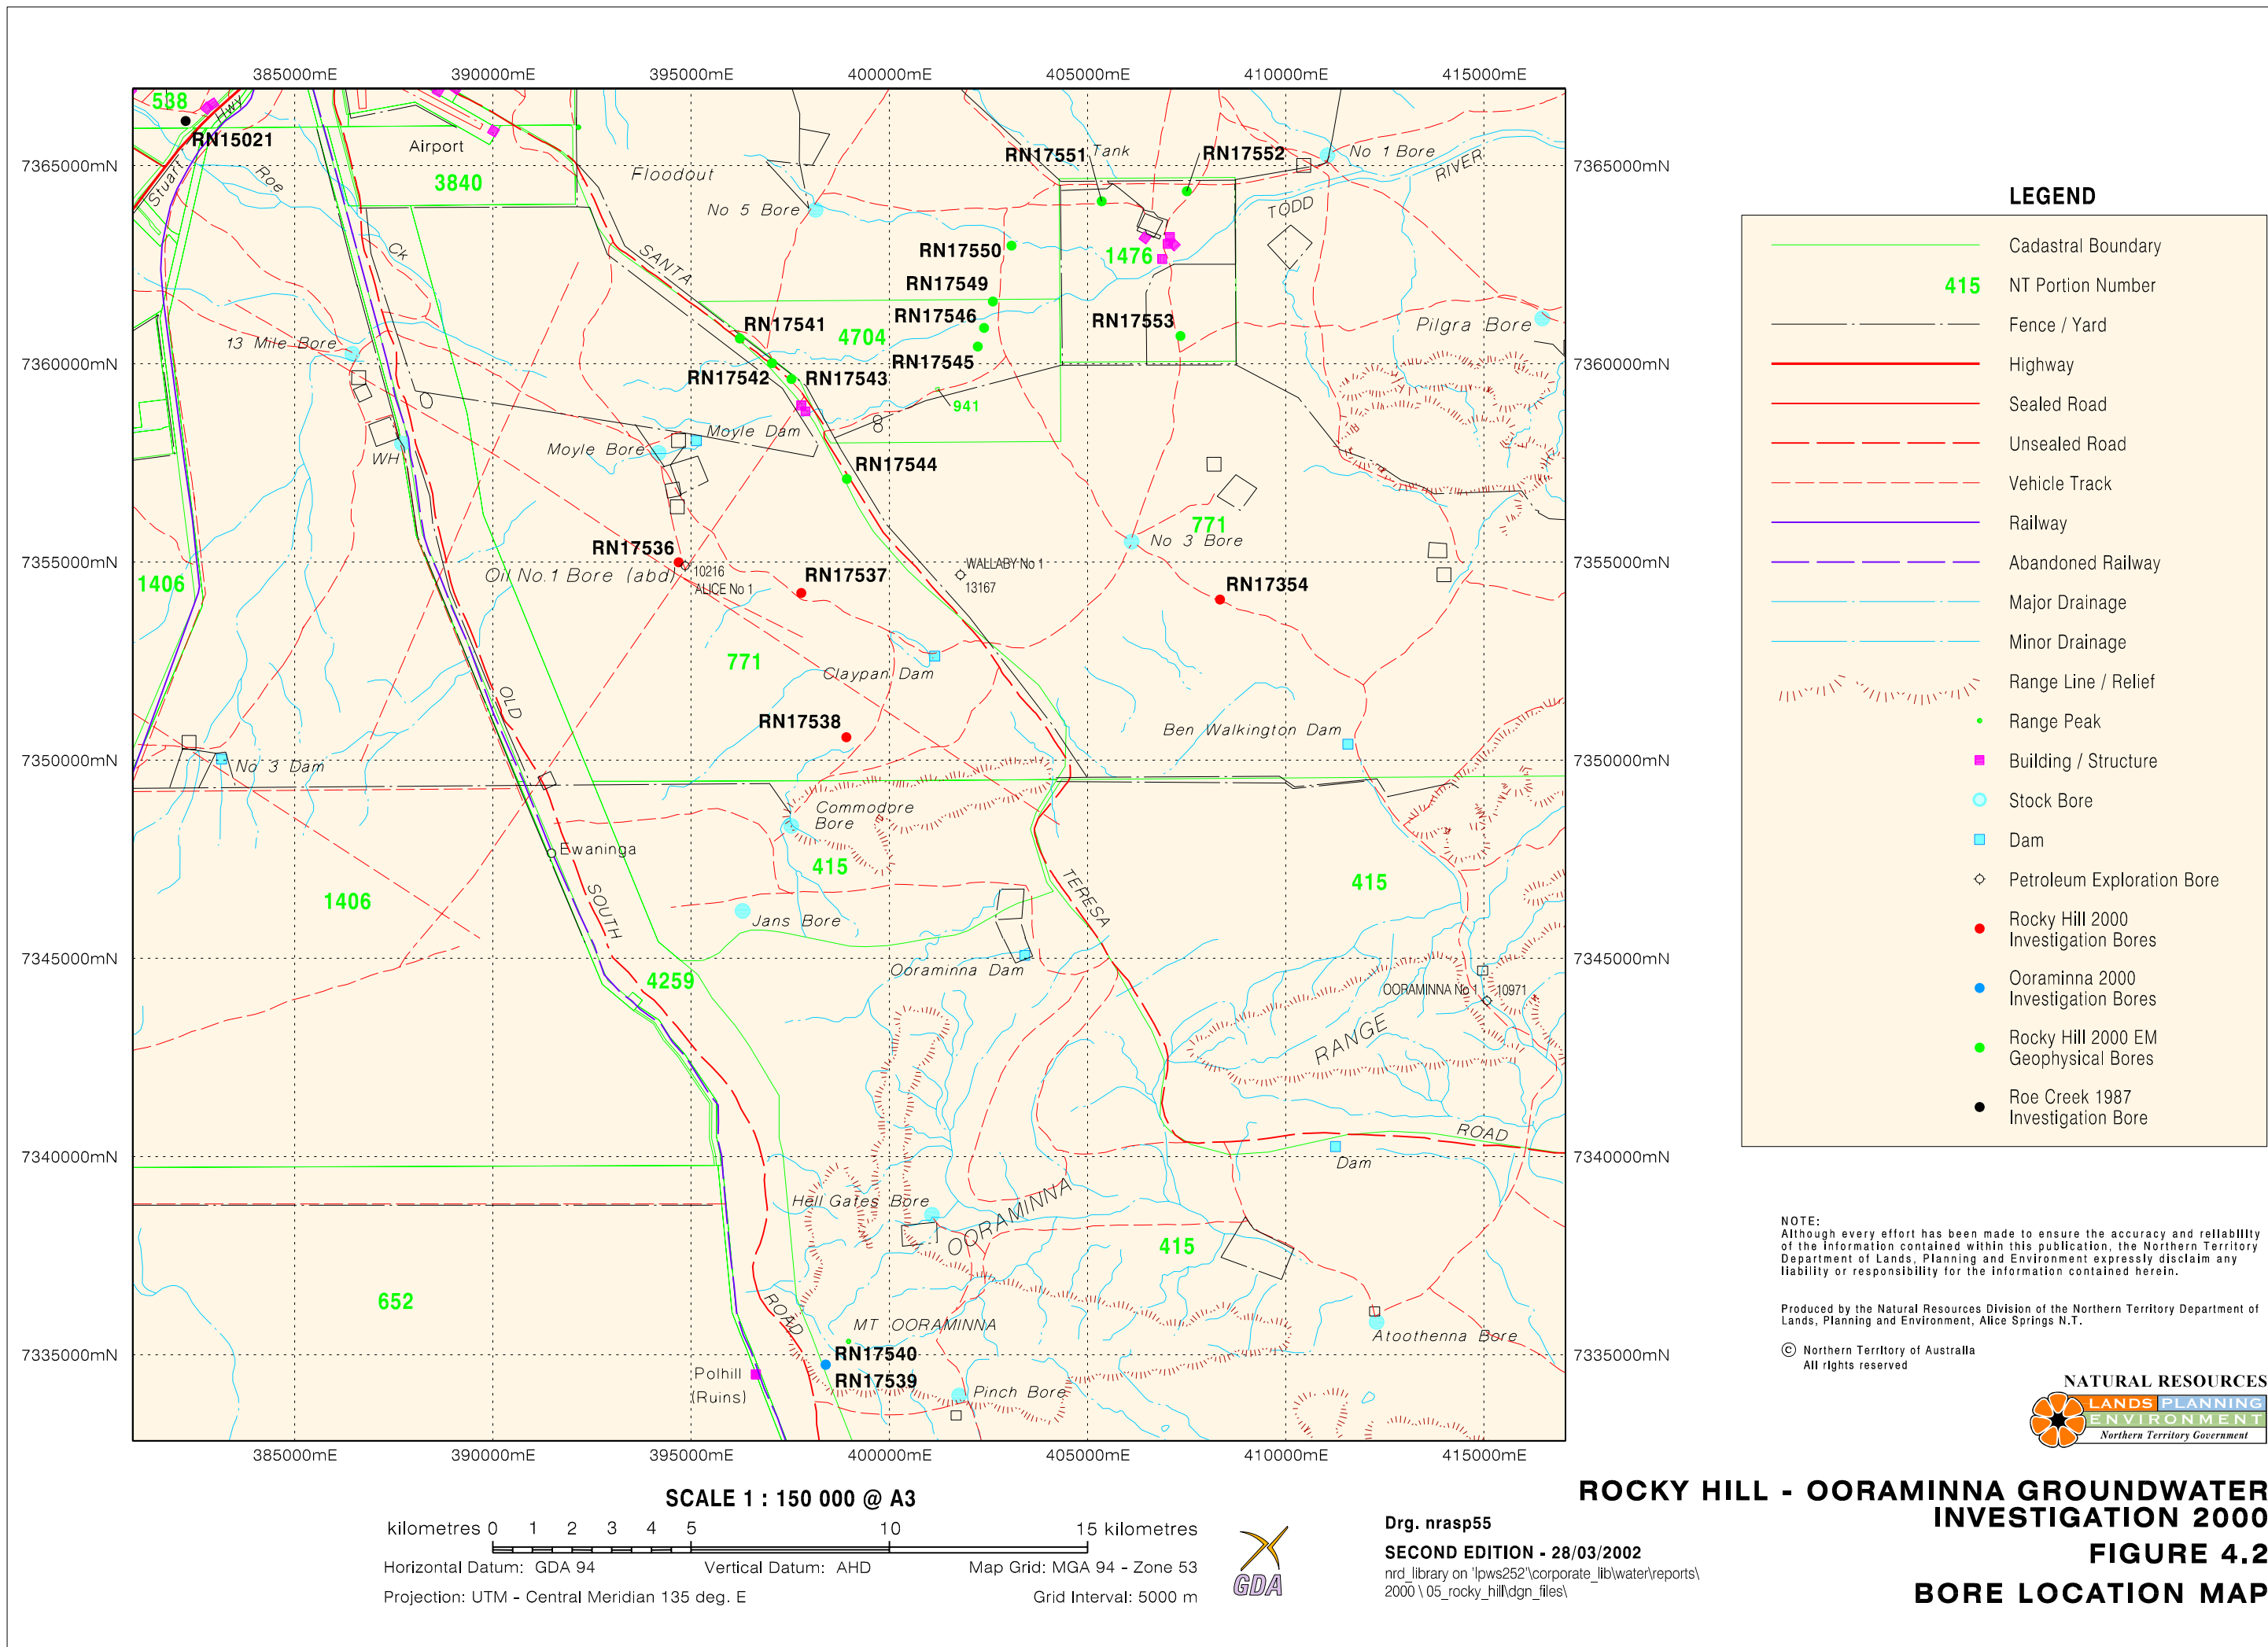 385000mE 390000mE 395000mE 400000mE 405000mE 410000mE 415000mE
538
RN15021
Stuart Hwy
Airport
3840
Roe
Ck
Floodout
No 5 Bore
RN17551
Tank
RN17552
No 1 Bore
TODD RIVER
7365000mN
7365000mN
RN17550
1476
RN17549
RN17546
RN17545
RN17553
Pilgra Bore
SANTA
RN17541
4704
13 Mile Bore
7360000mN
7360000mN
RN17542
RN17543
941
WH
Moyle Bore
Moyle Dam
RN17544
771
No 3 Bore
RN17536
Oil No.1 Bore (abd)
10216
ALICE No 1
RN17537
WALLABY No 1
13167
RN17354
7355000mN
7355000mN
1406
771
Claypan Dam
OLD
RN17538
Ben Walkington Dam
7350000mN
7350000mN
No 3 Dam
Commodore
Bore
Ewaninga
415
415
1406
SOUTH
Jans Bore
TERESA
7345000mN
7345000mN
4259
Ooraminna Dam
OORAMINNA No 1
10971
RANGE
ROAD
7340000mN
7340000mN
Dam
Hell Gates Bore
OORAMINNA
415
652
ROAD
MT OORAMINNA
Atoothenna Bore
7335000mN
7335000mN
RN17540
RN17539
Polhill
(Ruins)
Pinch Bore
385000mE 390000mE 395000mE 400000mE 405000mE 410000mE 415000mE
LEGEND
Cadastral Boundary
415 NT Portion Number
Fence / Yard
Highway
Sealed Road
Unsealed Road
Vehicle Track
Railway
Abandoned Railway
Major Drainage
Minor Drainage
Range Line / Relief
Range Peak
Building / Structure
Stock Bore
Dam
Petroleum Exploration Bore
Rocky Hill 2000
Investigation Bores
Ooraminna 2000
Investigation Bores
Rocky Hill 2000 EM
Geophysical Bores
Roe Creek 1987
Investigation Bore
NOTE:
Although every effort has been made to ensure the accuracy and reliability
of the information contained within this publication, the Northern Territory
Department of Lands, Planning and Environment expressly disclaim any
liability or responsibility for the information contained herein.
Produced by the Natural Resources Division of the Northern Territory Department of
Lands, Planning and Environment, Alice Springs N.T.
© Northern Territory of Australia
All rights reserved
NATURAL RESOURCES
LANDS PLANNING
ENVIRONMENT
Northern Territory Government
SCALE 1 : 150 000 @ A3
kilometres 0 1 2 3 4 5 10 15 kilometres
Horizontal Datum: GDA 94 Vertical Datum: AHD Map Grid: MGA 94 - Zone 53
Projection: UTM - Central Meridian 135 deg. E Grid Interval: 5000 m
GDA
Drg. nrasp55
SECOND EDITION - 28/03/2002
nrd_library on 'lpws252'\corporate_lib\water\reports\
2000 \ 05_rocky_hill\dgn_files\
ROCKY HILL - OORAMINNA GROUNDWATER
INVESTIGATION 2000
FIGURE 4.2
BORE LOCATION MAP